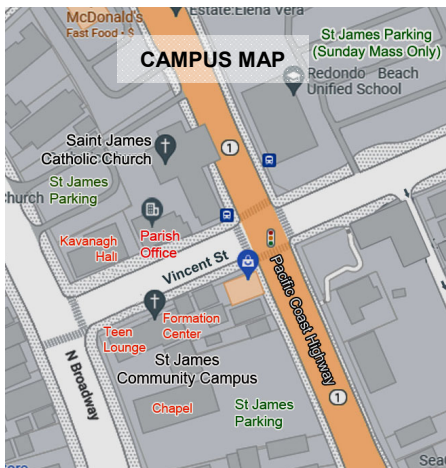 McDonald's
Fast Food · $
Estate:Elena Vera
CAMPUS MAP
St James Parking
(Sunday Mass Only)
Redondo Beach
Unified School
Saint James
Catholic Church
1
St James
Parking
church
Kavanagh
Hall
Parish
Office
Vincent St
Pacific Coast Highway
Teen
Lounge
Formation
Center
N Broadway
St James
Community Campus
Chapel
St James
Parking
1
Sea